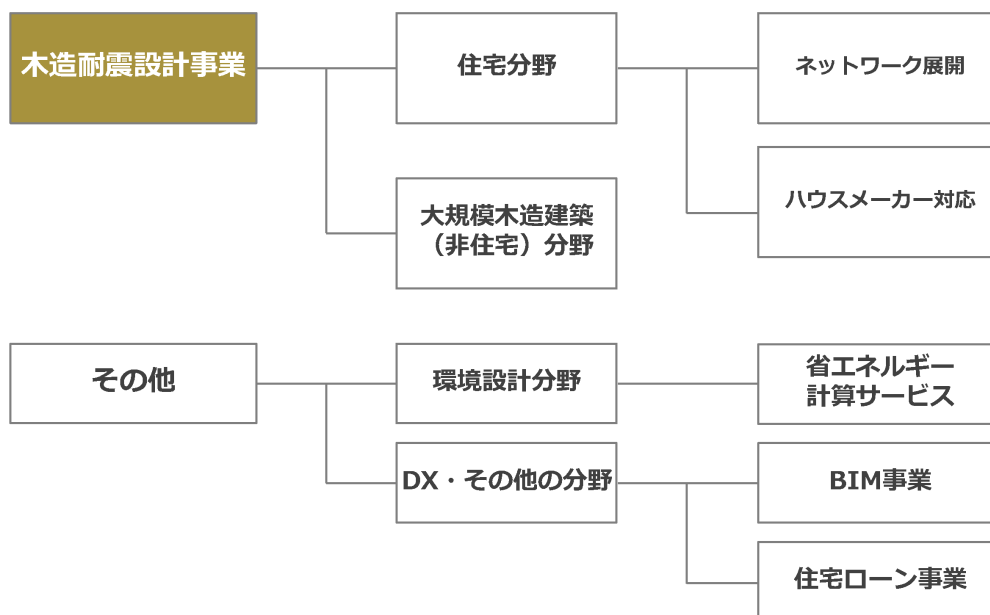 木造耐震設計事業
住宅分野
ネットワーク展開
ハウスメーカー対応
大規模木造建築
（非住宅）分野
その他
環境設計分野
省エネルギー
計算サービス
DX・その他の分野
BIM事業
住宅ローン事業